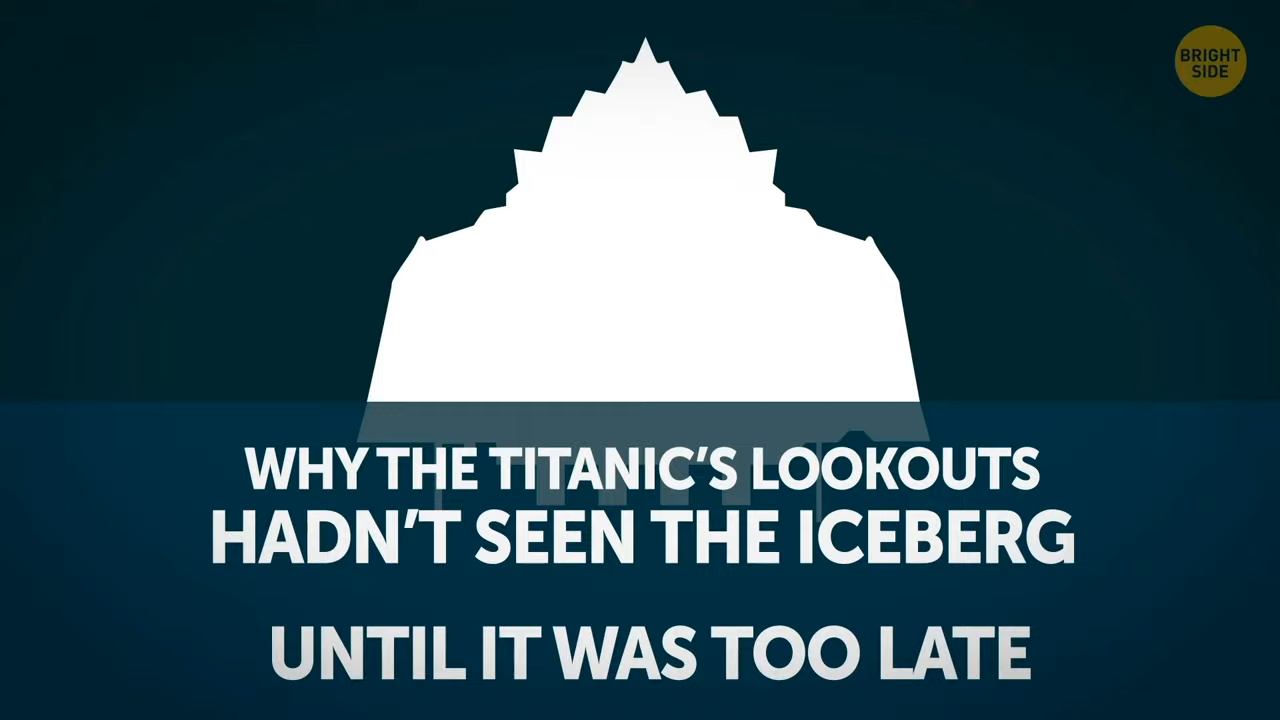 BRIGHT
SIDE
WHY THE TITANIC'S LOOKOUTS
HADN'T SEEN THE ICEBERG
UNTIL IT WAS TOO LATE